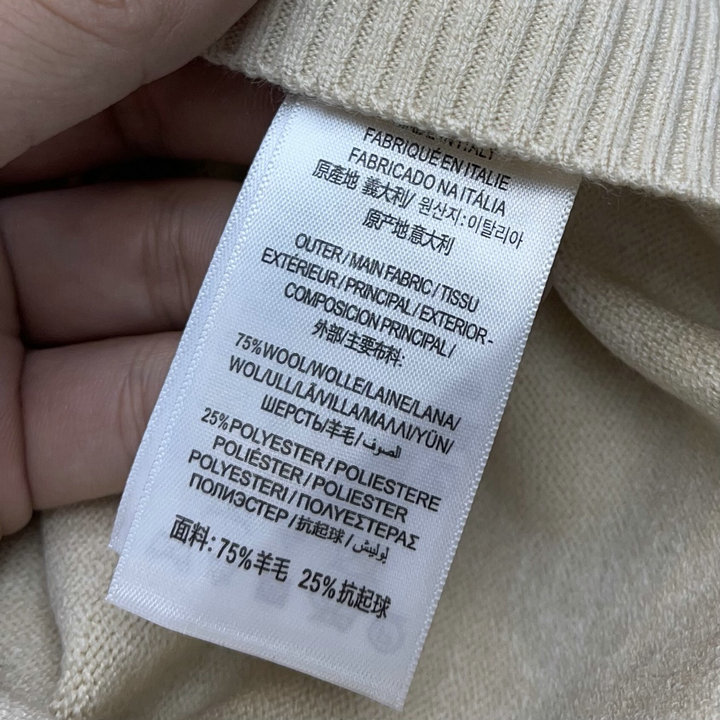 IN ITALY
FABRIQUÉ EN ITALIE
FABRICADO NA ITÁLIA
原產地 義大利/ 원산지: 이탈리아
原产地 意大利
OUTER / MAIN FABRIC / TISSU
EXTÉRIEUR / PRINCIPAL / EXTERIOR -
COMPOSICION PRINCIPAL /
外部/主要布料:
75%WOOL/WOLLE/LAINE/LANA/
WOL/ULL/LÃ/VILLA/ΜΑΛΛΙ/YÜN/
ШЕРСТЬ/羊毛/الصوف/
25%POLYESTER / POLIESTERE
POLIÉSTER / POLIESTER
POLYESTERI / ΠΟΛΥΕΣΤΕΡΑΣ
ПОЛИЭСТЕР /抗起球/
面料: 75%羊毛 25%抗起球